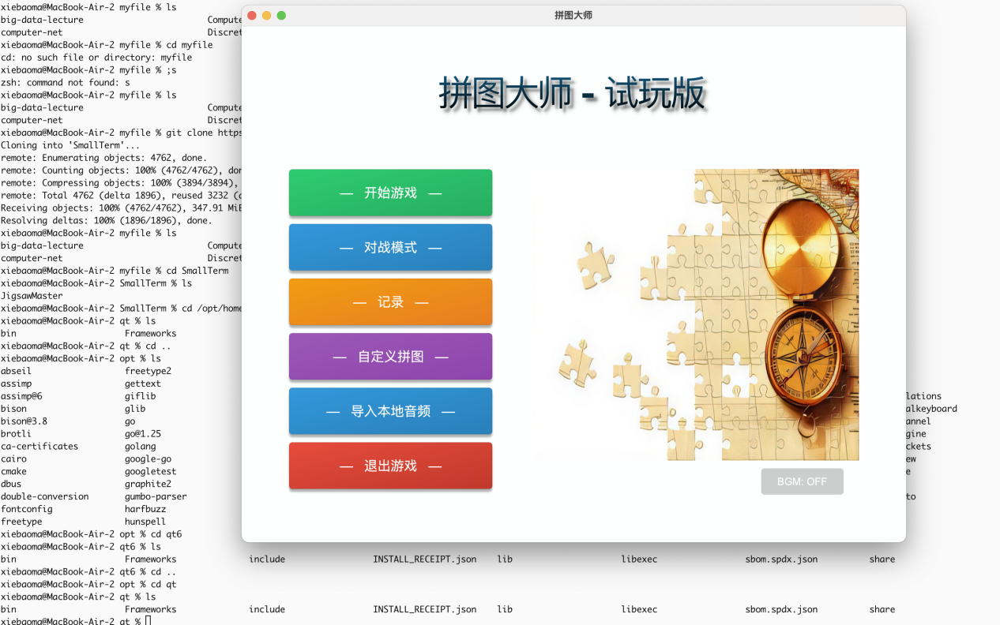 xiebaoma@MacBook-Air-2 myfile % ls
big-data-lecture
computer-net
xiebaoma@MacBook-Air-2 myfile % cd myfile
cd: no such file or directory: myfile
xiebaoma@MacBook-Air-2 myfile % ;s
zsh: command not found: s
xiebaoma@MacBook-Air-2 myfile % ls
big-data-lecture
computer-net
xiebaoma@MacBook-Air-2 myfile % git clone https
Cloning into 'SmallTerm'...
remote: Enumerating objects: 4762, done.
remote: Counting objects: 100% (4762/4762), don
remote: Compressing objects: 100% (3894/3894),
remote: Total 4762 (delta 1896), reused 3232 (d
Receiving objects: 100% (4762/4762), 347.91 MiB
Resolving deltas: 100% (1896/1896), done.
xiebaoma@MacBook-Air-2 myfile % ls
big-data-lecture
computer-net
xiebaoma@MacBook-Air-2 myfile % cd SmallTerm
xiebaoma@MacBook-Air-2 SmallTerm % ls
JigsawMaster
xiebaoma@MacBook-Air-2 SmallTerm % cd /opt/home
xiebaoma@MacBook-Air-2 qt % ls
bin Frameworks
xiebaoma@MacBook-Air-2 qt % cd ..
xiebaoma@MacBook-Air-2 opt % ls
abseil freetype2
assimp gettext
assimp@6 giflib
bison glib
bison@3.8 go
brotli go@1.25
ca-certificates golang
cairo google-go
cmake googletest
dbus graphite2
double-conversion gumbo-parser
fontconfig harfbuzz
freetype hunspell
xiebaoma@MacBook-Air-2 opt % cd qt6
xiebaoma@MacBook-Air-2 qt6 % ls
bin Frameworks include INSTALL_RECEIPT.json lib libexec sbom.spdx.json share
xiebaoma@MacBook-Air-2 qt6 % cd ..
xiebaoma@MacBook-Air-2 opt % cd qt
xiebaoma@MacBook-Air-2 qt % ls
bin Frameworks include INSTALL_RECEIPT.json lib libexec sbom.spdx.json share
xiebaoma@MacBook-Air-2 qt %
拼图大师
拼图大师 - 试玩版
— 开始游戏 —
— 对战模式 —
— 记录 —
— 自定义拼图 —
— 导入本地音频 —
— 退出游戏 —
BGM: OFF